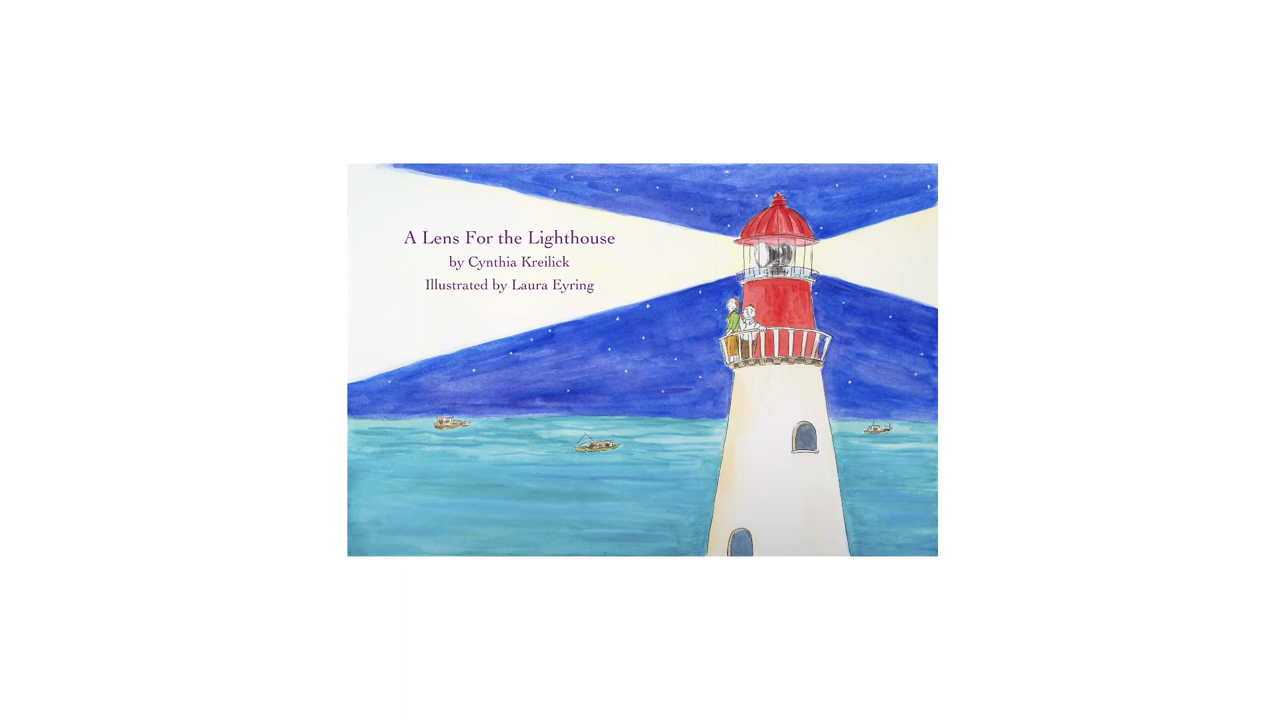 A Lens For the Lighthouse
by Cynthia Kreilick
Illustrated by Laura Eyring